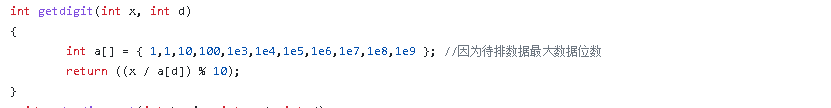 int getdigit(int x, int d)
{
int a[] = { 1,1,10,100,1e3,1e4,1e5,1e6,1e7,1e8,1e9 }; //因为待排数据最大数据位数
return ((x / a[d]) % 10);
}